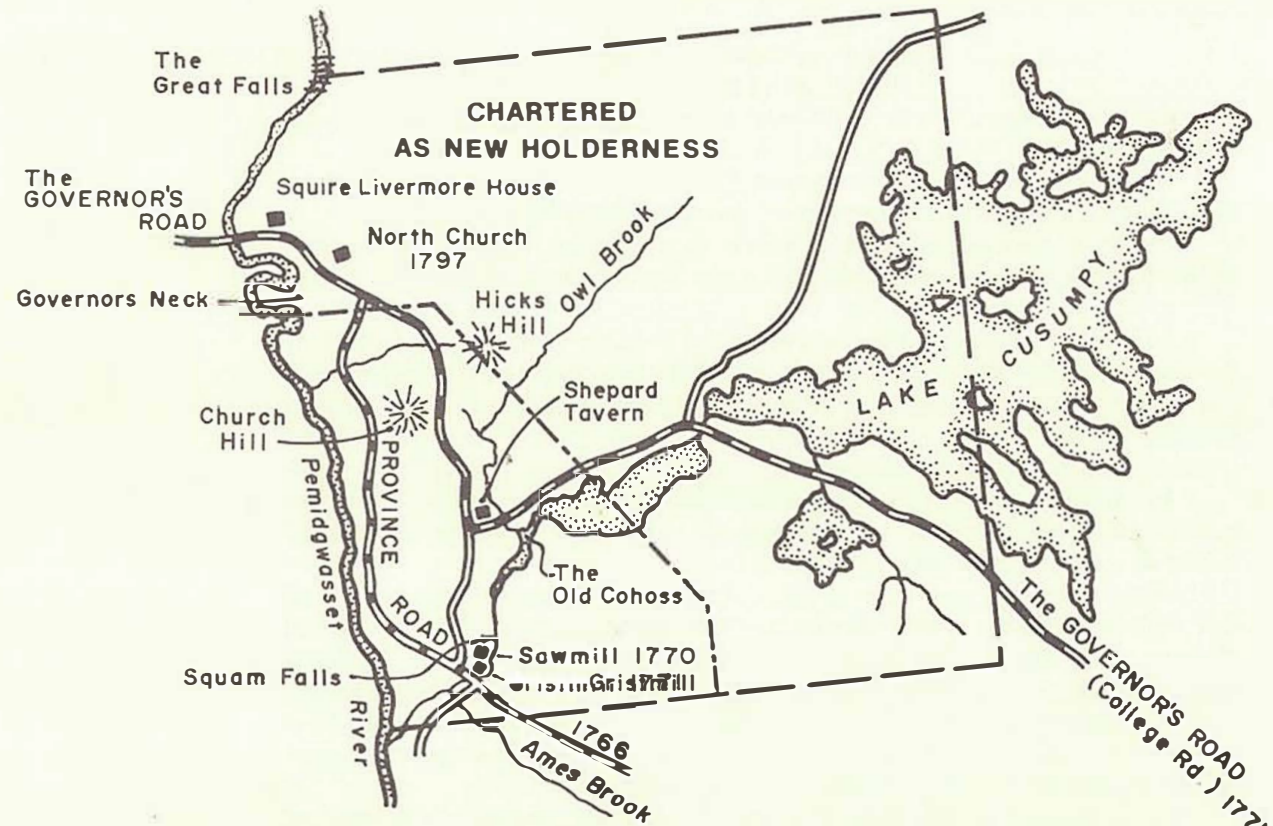 The
Great Falls
CHARTERED
AS NEW HOLDERNESS
The
GOVERNOR'S
ROAD
Squire Livermore House
North Church
1797
Owl Brook
Governors Neck
Hicks
Hill
LAKE CUSUMPY
Shepard
Tavern
Church
Hill
PROVINCE
ROAD
1766
Pemidgwasset
River
The
Old Cohoss
Sawmill 1770
Gristmill
Squam Falls
Ames Brook
The GOVERNOR'S ROAD
(College Rd.)